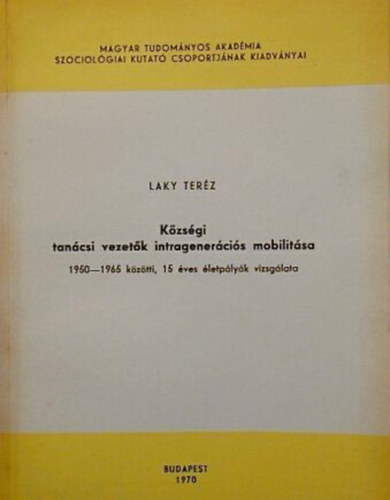 MAGYAR TUDOMÁNYOS AKADÉMIA
SZOCIOLÓGIAI KUTATÓ CSOPORTJÁNAK KIADVÁNYAI
LAKY TERÉZ
Községi
tanácsi vezetők intragenerációs mobilitása
1950—1965 közötti, 15 éves életpályák vizsgálata
BUDAPEST
1970